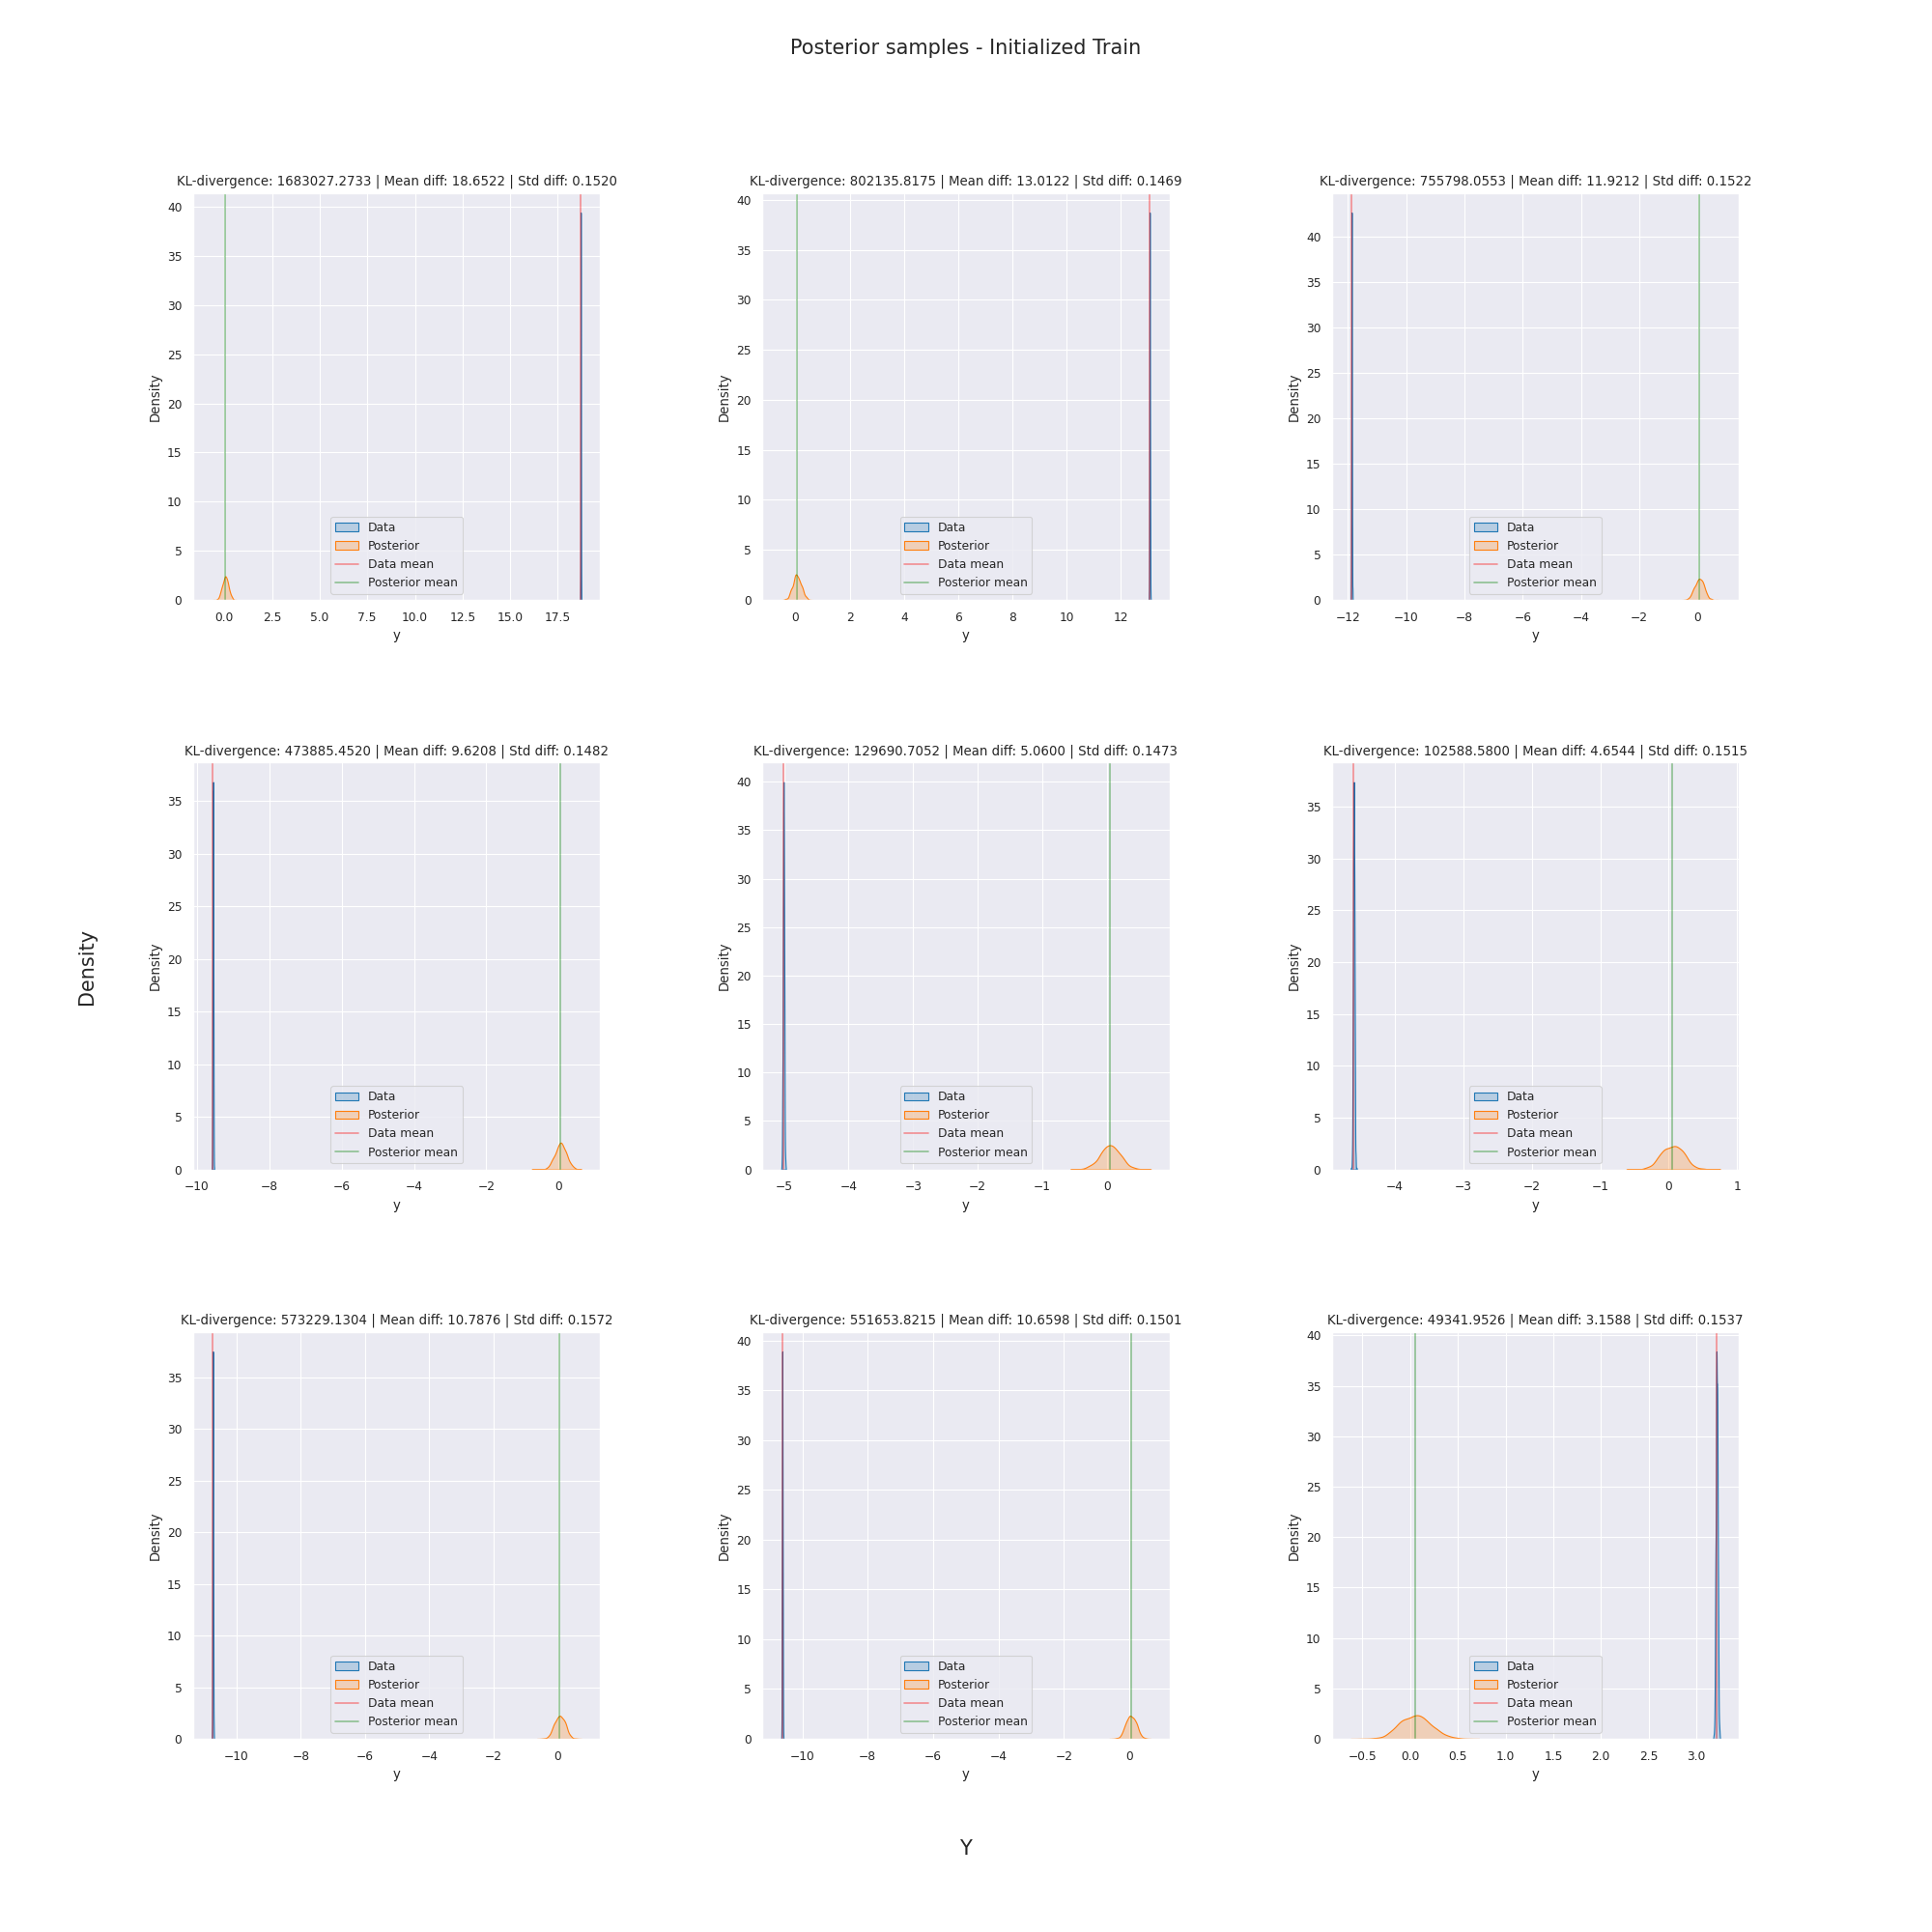 Posterior samples - Initialized Train
KL-divergence: 1683027.2733 | Mean diff: 18.6522 | Std diff: 0.1520
40
35
30
25
20
15
10
5
0
Density
Data
Posterior
Data mean
Posterior mean
0.0 2.5 5.0 7.5 10.0 12.5 15.0 17.5
y
KL-divergence: 802135.8175 | Mean diff: 13.0122 | Std diff: 0.1469
40
35
30
25
20
15
10
5
0
Density
Data
Posterior
Data mean
Posterior mean
0 2 4 6 8 10 12
y
KL-divergence: 755798.0553 | Mean diff: 11.9212 | Std diff: 0.1522
40
35
30
25
20
15
10
5
0
Density
Data
Posterior
Data mean
Posterior mean
−12 −10 −8 −6 −4 −2 0
y
KL-divergence: 473885.4520 | Mean diff: 9.6208 | Std diff: 0.1482
35
30
25
20
15
10
5
0
Density
Data
Posterior
Data mean
Posterior mean
−10 −8 −6 −4 −2 0
y
KL-divergence: 129690.7052 | Mean diff: 5.0600 | Std diff: 0.1473
40
35
30
25
20
15
10
5
0
Density
Data
Posterior
Data mean
Posterior mean
−5 −4 −3 −2 −1 0
y
KL-divergence: 102588.5800 | Mean diff: 4.6544 | Std diff: 0.1515
35
30
25
20
15
10
5
0
Density
Data
Posterior
Data mean
Posterior mean
−4 −3 −2 −1 0 1
y
Density
KL-divergence: 573229.1304 | Mean diff: 10.7876 | Std diff: 0.1572
35
30
25
20
15
10
5
0
Density
Data
Posterior
Data mean
Posterior mean
−10 −8 −6 −4 −2 0
y
KL-divergence: 551653.8215 | Mean diff: 10.6598 | Std diff: 0.1501
40
35
30
25
20
15
10
5
0
Density
Data
Posterior
Data mean
Posterior mean
−10 −8 −6 −4 −2 0
y
KL-divergence: 49341.9526 | Mean diff: 3.1588 | Std diff: 0.1537
40
35
30
25
20
15
10
5
0
Density
Data
Posterior
Data mean
Posterior mean
−0.5 0.0 0.5 1.0 1.5 2.0 2.5 3.0
y
Y